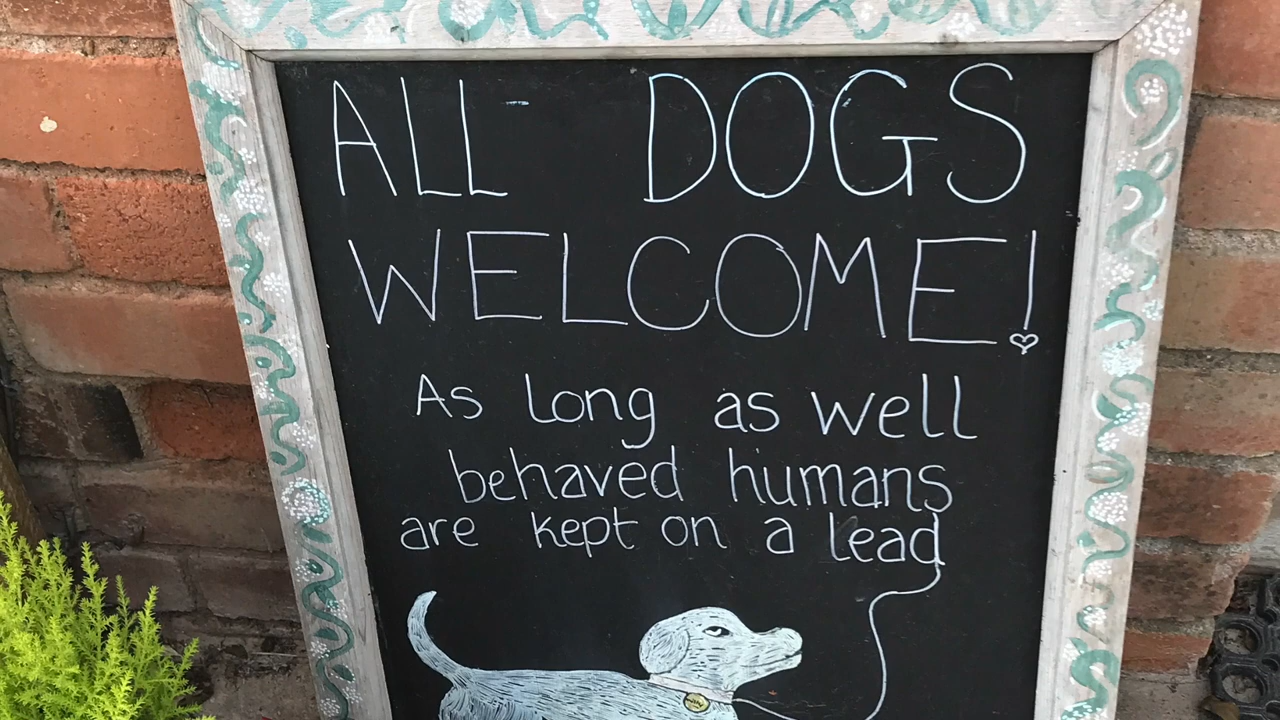 ALL DOGS
WELCOME!
As long as well
behaved humans
are kept on a lead